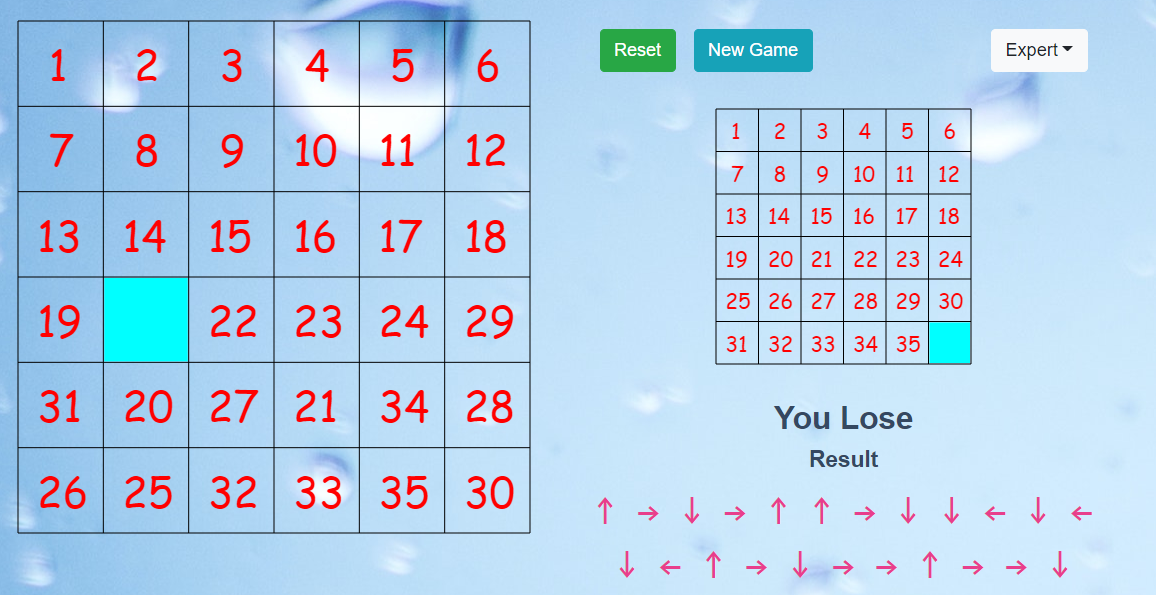 1 2 3 4 5 6
7 8 9 10 11 12
13 14 15 16 17 18
19 22 23 24 29
31 20 27 21 34 28
26 25 32 33 35 30
Reset New Game Expert
1 2 3 4 5 6
7 8 9 10 11 12
13 14 15 16 17 18
19 20 21 22 23 24
25 26 27 28 29 30
31 32 33 34 35
You Lose
Result
↑ → ↓ → ↑ ↑ → ↓ ↓ ← ↓ ←
↓ ← ↑ → ↓ → → ↑ → → ↓